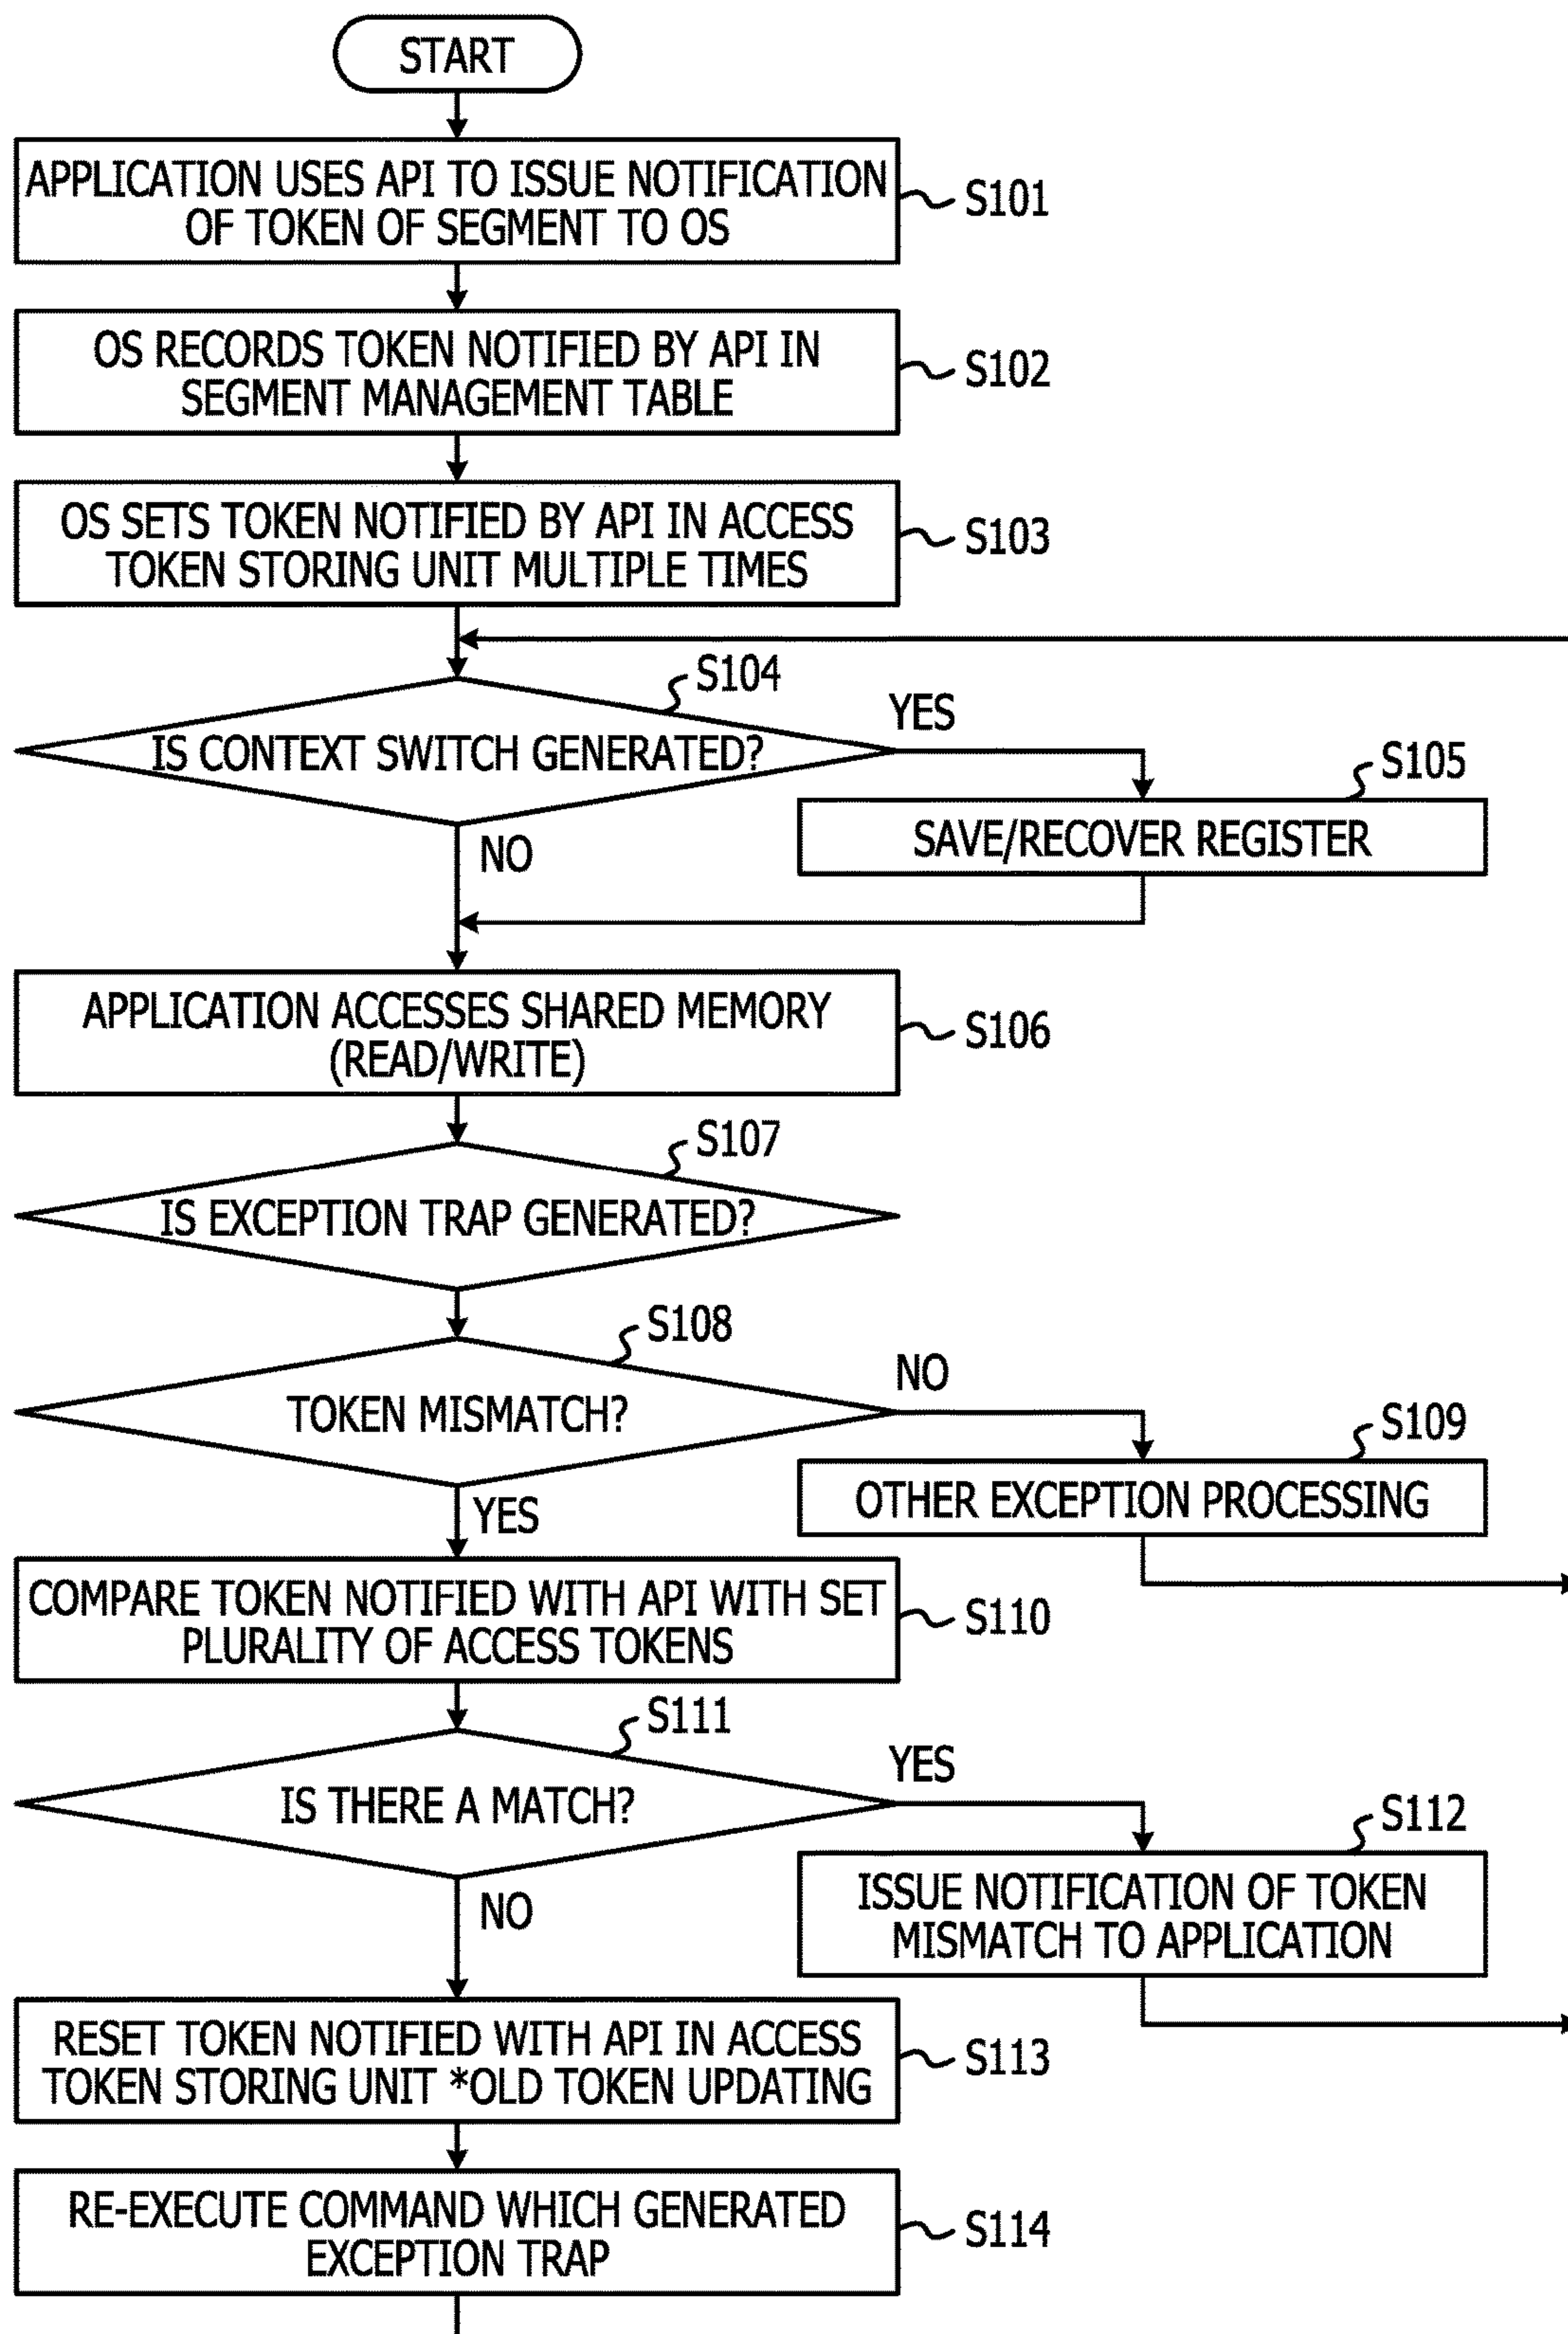 START
APPLICATION USES API TO ISSUE NOTIFICATION
OF TOKEN OF SEGMENT TO OS
S101
OS RECORDS TOKEN NOTIFIED BY API IN
SEGMENT MANAGEMENT TABLE
S102
OS SETS TOKEN NOTIFIED BY API IN ACCESS
TOKEN STORING UNIT MULTIPLE TIMES
S103
S104
IS CONTEXT SWITCH GENERATED?
YES
NO
S105
SAVE/RECOVER REGISTER
APPLICATION ACCESSES SHARED MEMORY
(READ/WRITE)
S106
S107
IS EXCEPTION TRAP GENERATED?
S108
TOKEN MISMATCH?
NO
YES
S109
OTHER EXCEPTION PROCESSING
COMPARE TOKEN NOTIFIED WITH API WITH SET
PLURALITY OF ACCESS TOKENS
S110
S111
IS THERE A MATCH?
YES
NO
S112
ISSUE NOTIFICATION OF TOKEN
MISMATCH TO APPLICATION
RESET TOKEN NOTIFIED WITH API IN ACCESS
TOKEN STORING UNIT *OLD TOKEN UPDATING
S113
RE-EXECUTE COMMAND WHICH GENERATED
EXCEPTION TRAP
S114